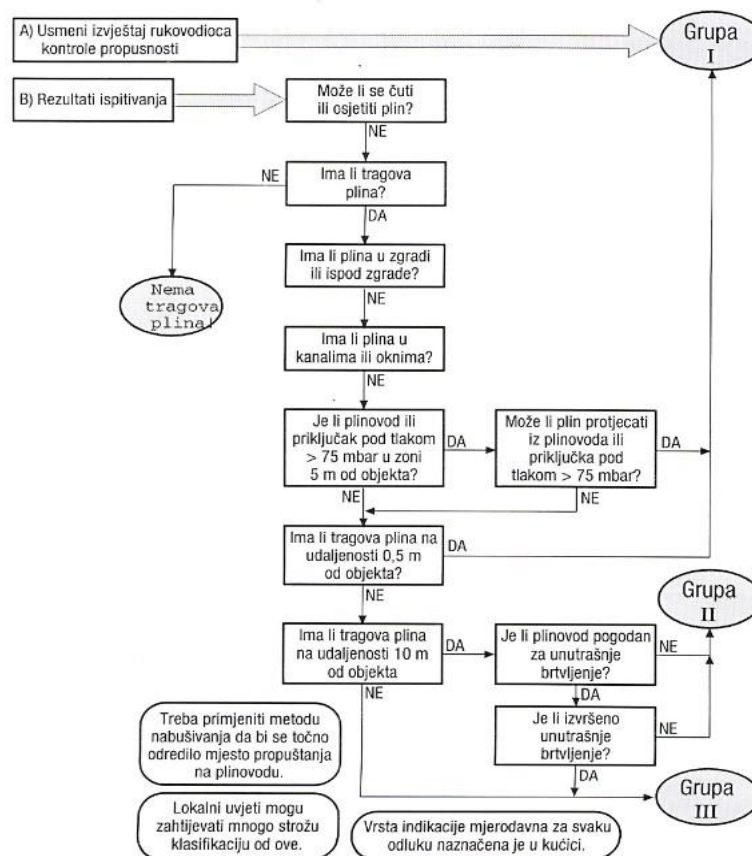 A) Usmeni izvještaj rukovodioca
kontrole propusnosti
Grupa
I
B) Rezultati ispitivanja
Može li se čuti
ili osjetiti plin?
NE
NE
Ima li tragova
plina?
DA
Ima li plina u zgradi
ili ispod zgrade?
Nema
tragova
plina!
NE
Ima li plina u
kanalima ili oknima?
NE
Je li plinovod ili
priključak pod tlakom
> 75 mbar u zoni
5 m od objekta?
DA
Može li plin protjecati
iz plinovoda ili
priključka pod
tlakom > 75 mbar?
DA
NE
NE
Ima li tragova plina na
udaljenosti 0,5 m
od objekta?
DA
NE
Grupa
II
Ima li tragova plina
na udaljenosti 10 m
od objekta
DA
Je li plinovod pogodan
za unutrašnje
brtvljenje?
NE
NE
DA
Je li izvršeno
unutrašnje
brtvljenje?
NE
DA
Treba primjeniti metodu
nabušivanja da bi se točno
odredilo mjesto propuštanja
na plinovodu.
Grupa
III
Lokalni uvjeti mogu
zahtijevati mnogo strožu
klasifikaciju od ove.
Vrsta indikacije mjerodavna za svaku
odluku naznačena je u kućici.